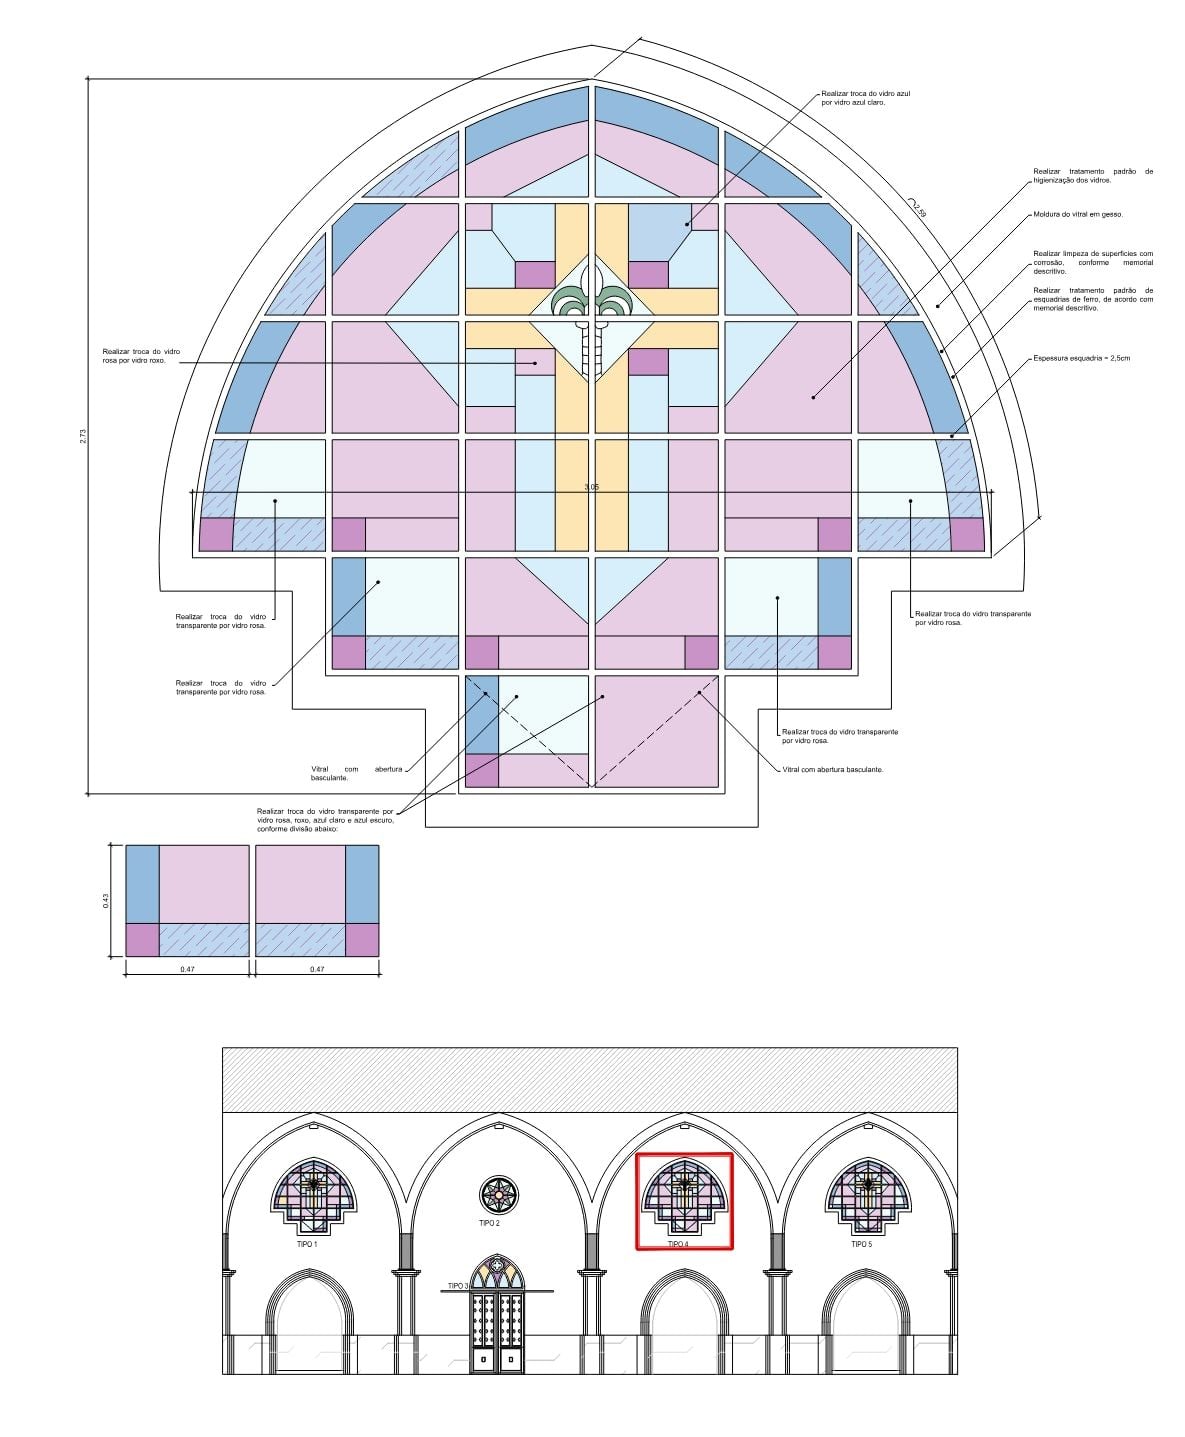 Realizar troca do vidro azul
por vidro azul claro.
Realizar tratamento padrão de
higienização dos vidros.
Moldura do vitral em gesso.
2.59
Realizar limpeza de superfícies com
corrosão, conforme memorial
descritivo.
Realizar tratamento padrão de
esquadrias de ferro, de acordo com
memorial descritivo.
Realizar troca do vidro
rosa por vidro roxo.
Espessura esquadria = 2,5cm
2.73
3.05
Realizar troca do vidro
transparente por vidro rosa.
Realizar troca do vidro transparente
por vidro rosa.
Realizar troca do vidro
transparente por vidro rosa.
Realizar troca do vidro transparente
por vidro rosa.
Vitral com abertura
basculante.
Vitral com abertura basculante.
Realizar troca do vidro transparente por
vidro rosa, roxo, azul claro e azul escuro,
conforme divisão abaixo:
0.43
0.47
0.47
TIPO 1
TIPO 2
TIPO 3
TIPO 4
TIPO 5